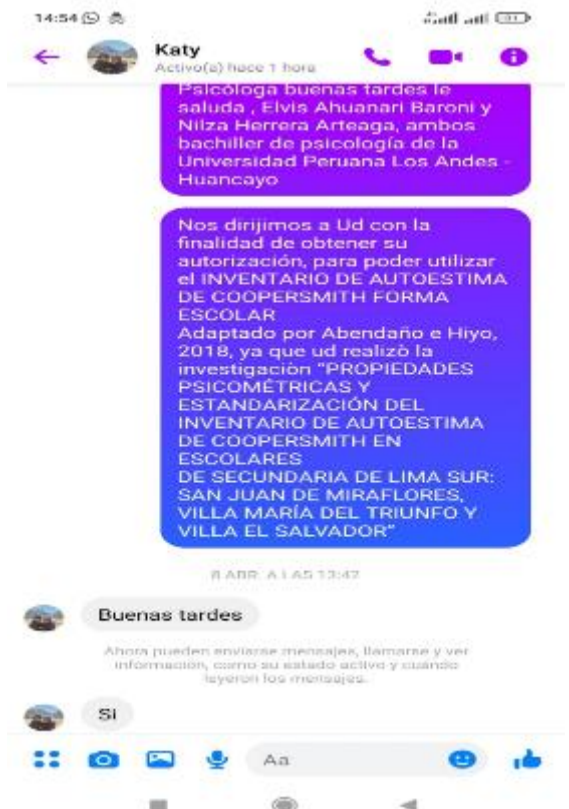 14:54
Katy
Activo(a) hace 1 hora
Psicóloga buenas tardes le
saluda , Elvis Ahuanari Baroni y
Nilza Herrera Arteaga, ambos
bachiller de psicología de la
Universidad Peruana Los Andes -
Huancayo
Nos dirijimos a Ud con la
finalidad de obtener su
autorización, para poder utilizar
el INVENTARIO DE AUTOESTIMA
DE COOPERSMITH FORMA
ESCOLAR
Adaptado por Abendaño e Hiyo,
2018, ya que ud realizò la
investigaciòn "PROPIEDADES
PSICOMÉTRICAS Y
ESTANDARIZACIÓN DEL
INVENTARIO DE AUTOESTIMA
DE COOPERSMITH EN
ESCOLARES
DE SECUNDARIA DE LIMA SUR:
SAN JUAN DE MIRAFLORES,
VILLA MARÍA DEL TRIUNFO Y
VILLA EL SALVADOR"
8 ABR. A LAS 13:47
Buenas tardes
Ahora pueden enviarse mensajes, llamarse y ver
información, como su estado activo y cuándo
leyeron los mensajes.
Si
Aa